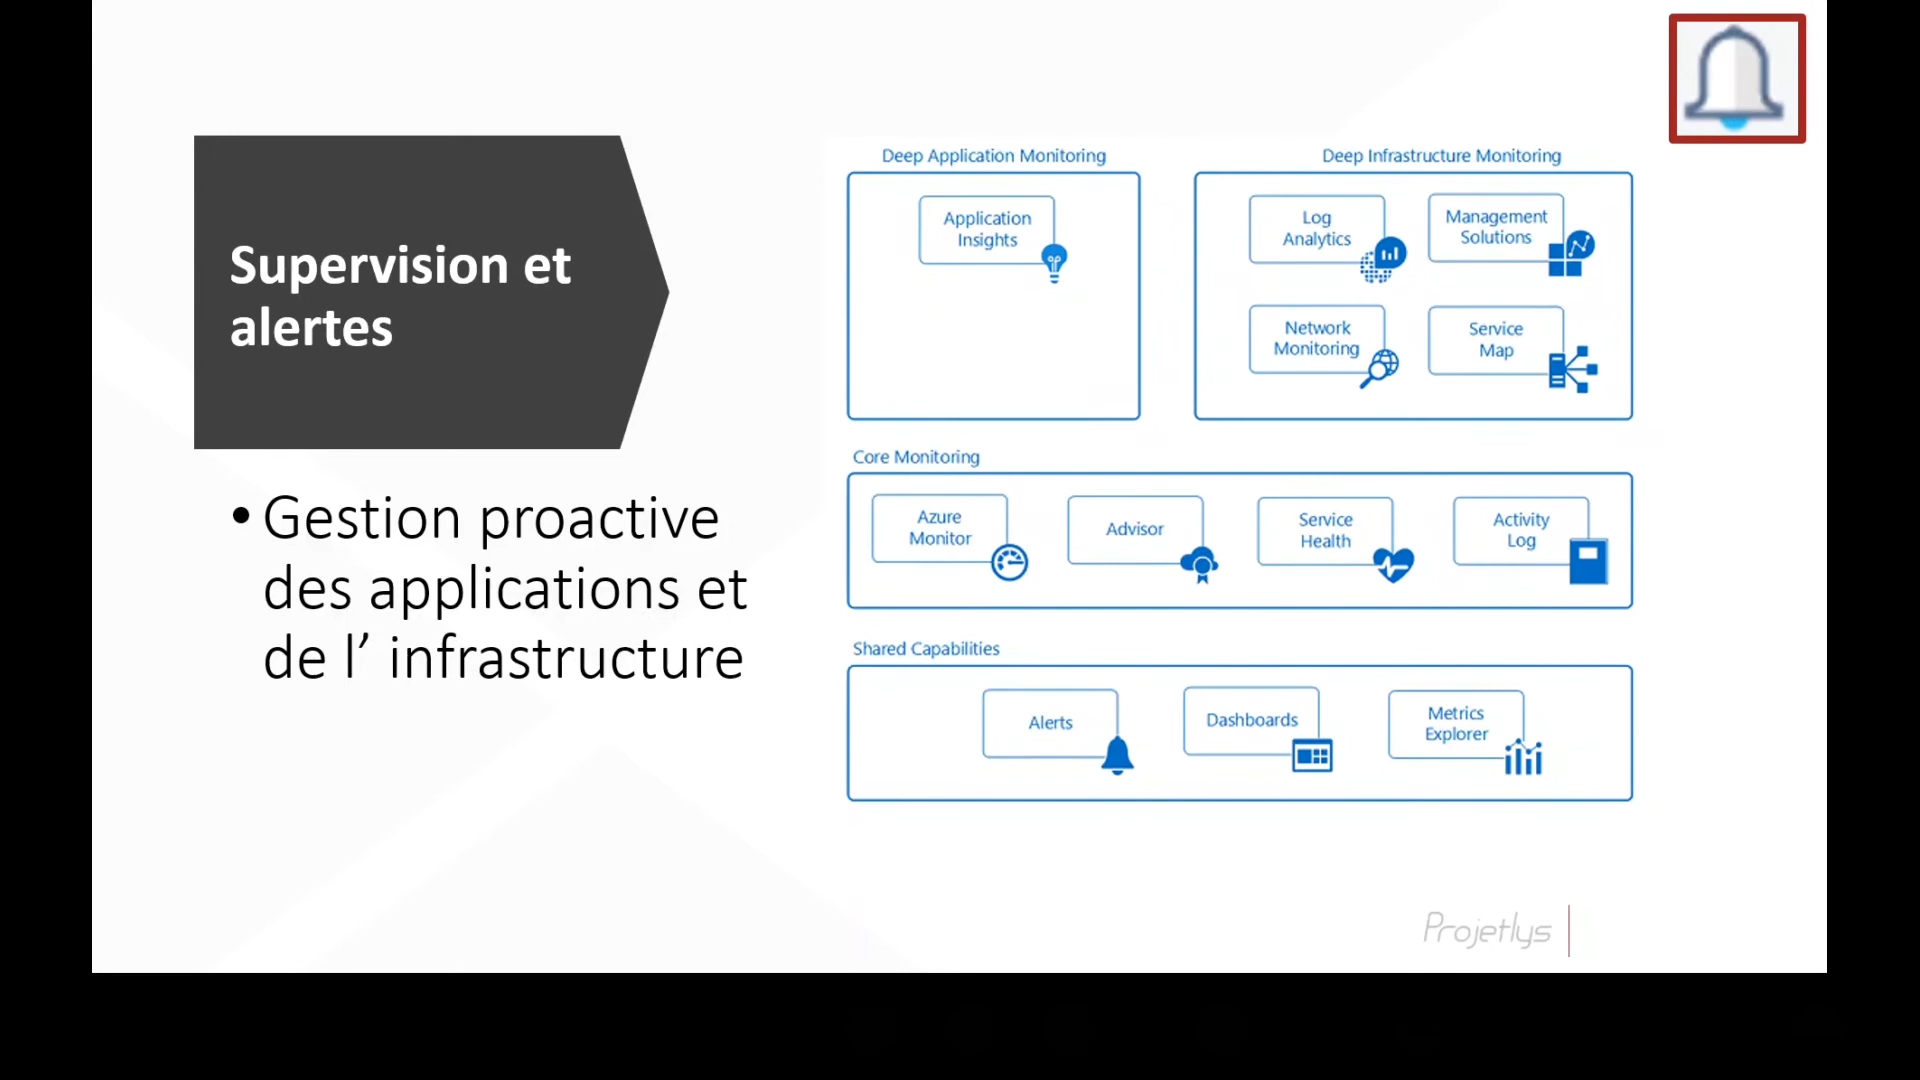 Supervision et
alertes
• Gestion proactive
des applications et
de l’ infrastructure
Deep Application Monitoring
Application
Insights
Deep Infrastructure Monitoring
Log
Analytics
Management
Solutions
Network
Monitoring
Service
Map
Core Monitoring
Azure
Monitor
Advisor
Service
Health
Activity
Log
Shared Capabilities
Alerts
Dashboards
Metrics
Explorer
Projetlys